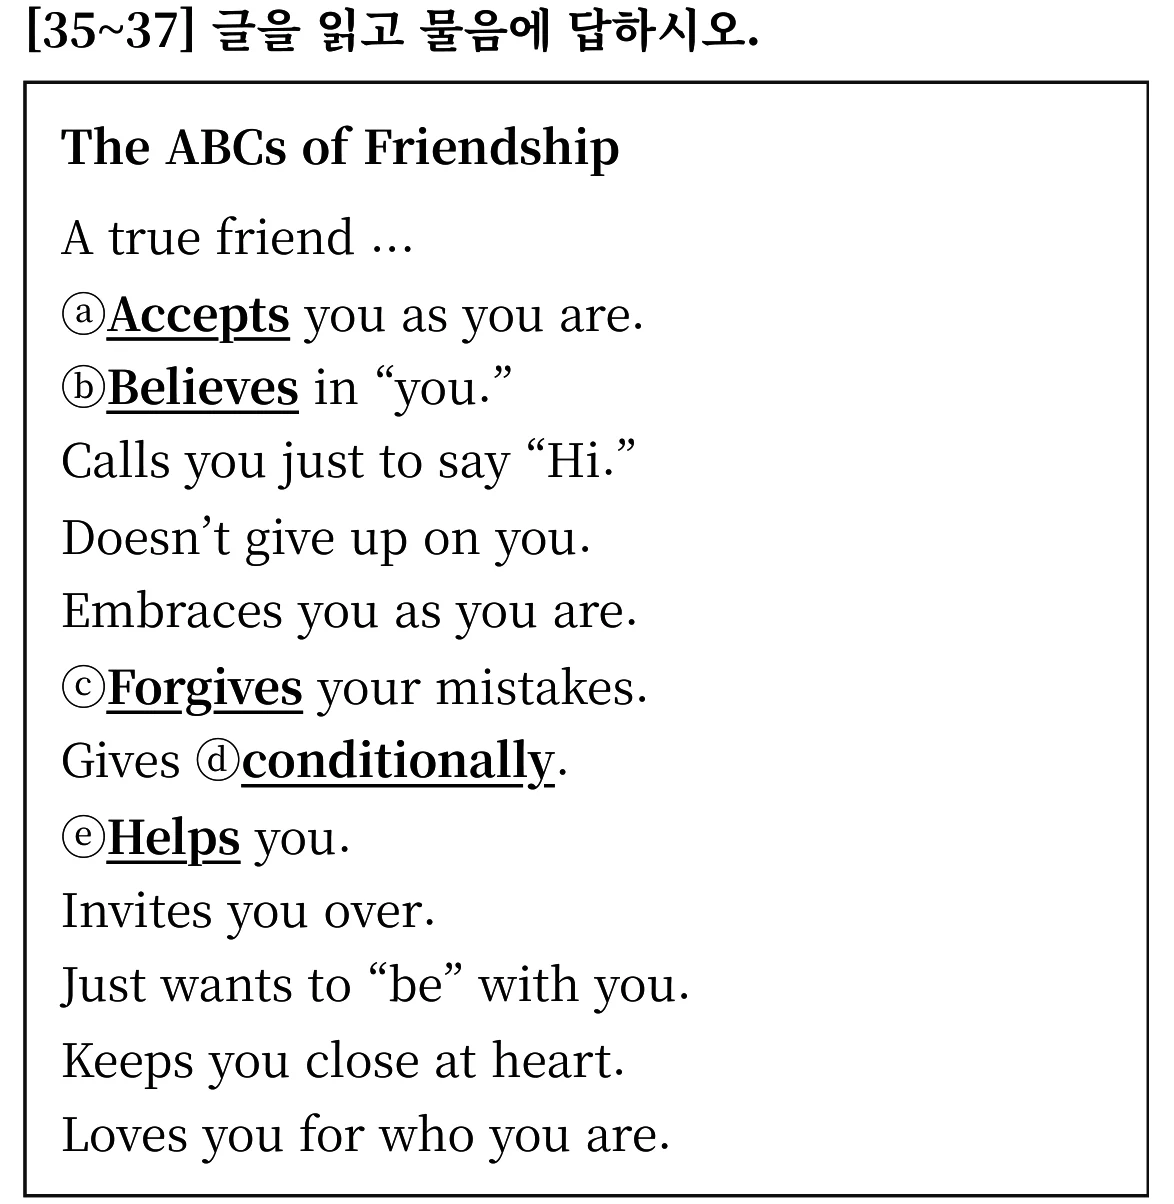 [35~37] 글을 읽고 물음에 답하시오.
The ABCs of Friendship
A true friend …
ⓐAccepts you as you are.
ⓑBelieves in “you.”
Calls you just to say “Hi.”
Doesn’t give up on you.
Embraces you as you are.
ⓒForgives your mistakes.
Gives ⓓconditionally.
ⓔHelps you.
Invites you over.
Just wants to “be” with you.
Keeps you close at heart.
Loves you for who you are.